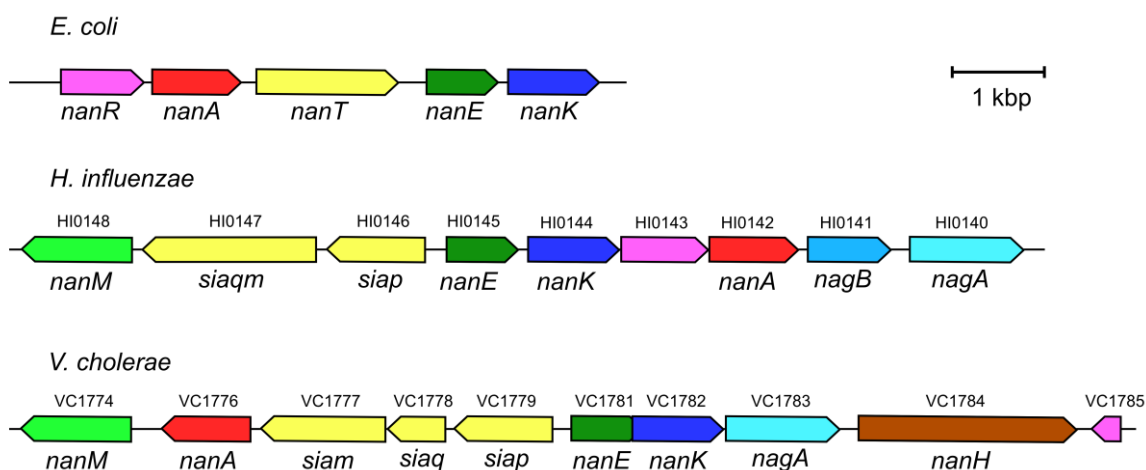 E. coli
nanR nanA nanT nanE nanK
1 kbp
H. influenzae
HI0148 HI0147 HI0146 HI0145 HI0144 HI0143 HI0142 HI0141 HI0140
nanM siaqm siap nanE nanK nanA nagB nagA
V. cholerae
VC1774 VC1776 VC1777 VC1778 VC1779 VC1781 VC1782 VC1783 VC1784 VC1785
nanM nanA siam siaq siap nanE nanK nagA nanH